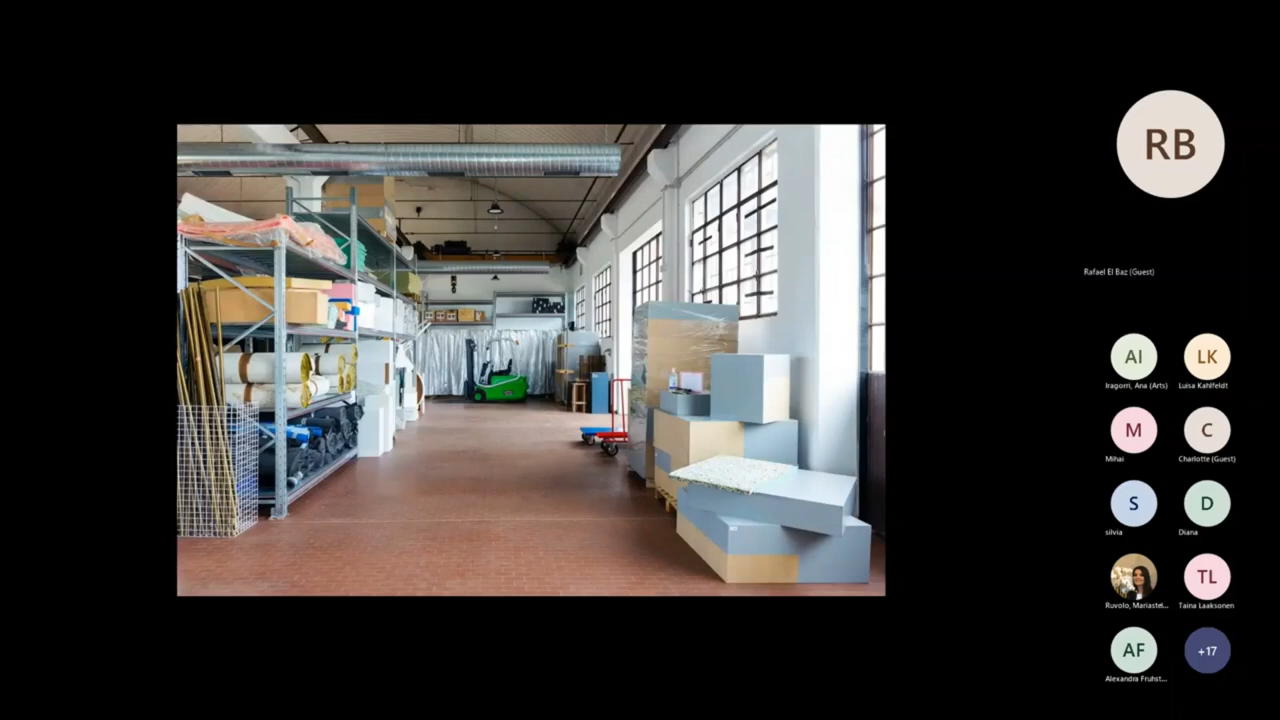 RB
Rafael El Baz (Guest)
AI
LK
Iragorri, Ana (Arts)
Luisa Kahlfeldt
M
C
Mihai
Charlotte (Guest)
S
D
silvia
Diana
TL
Ruvolo, Mariastel...
Taina Laaksonen
AF
+17
Alexandra Fruhst...